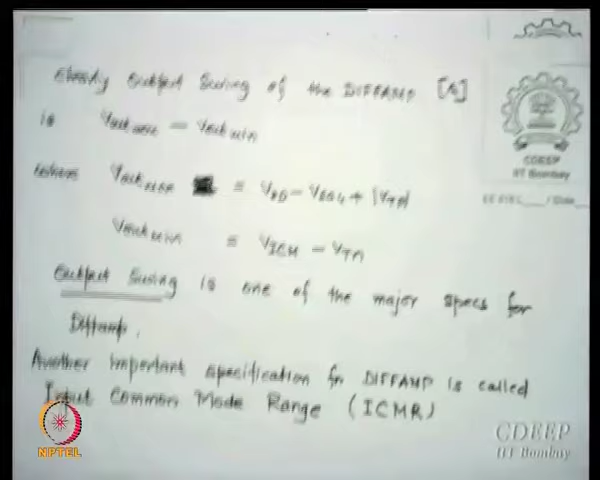 Clearly Output Swing of the DIFFAMP [A]
is Vout max – Vout min
where Vout max ≡ VDD – VSG4 + |VTP|
Vout min ≡ VICM – VTN
Output Swing is one of the major specs for
Diffamp.
Another important specification for DIFFAMP is called
Input Common Mode Range (ICMR)
CDEEP
IIT Bombay
NPTEL
CDEEP
IIT Bombay